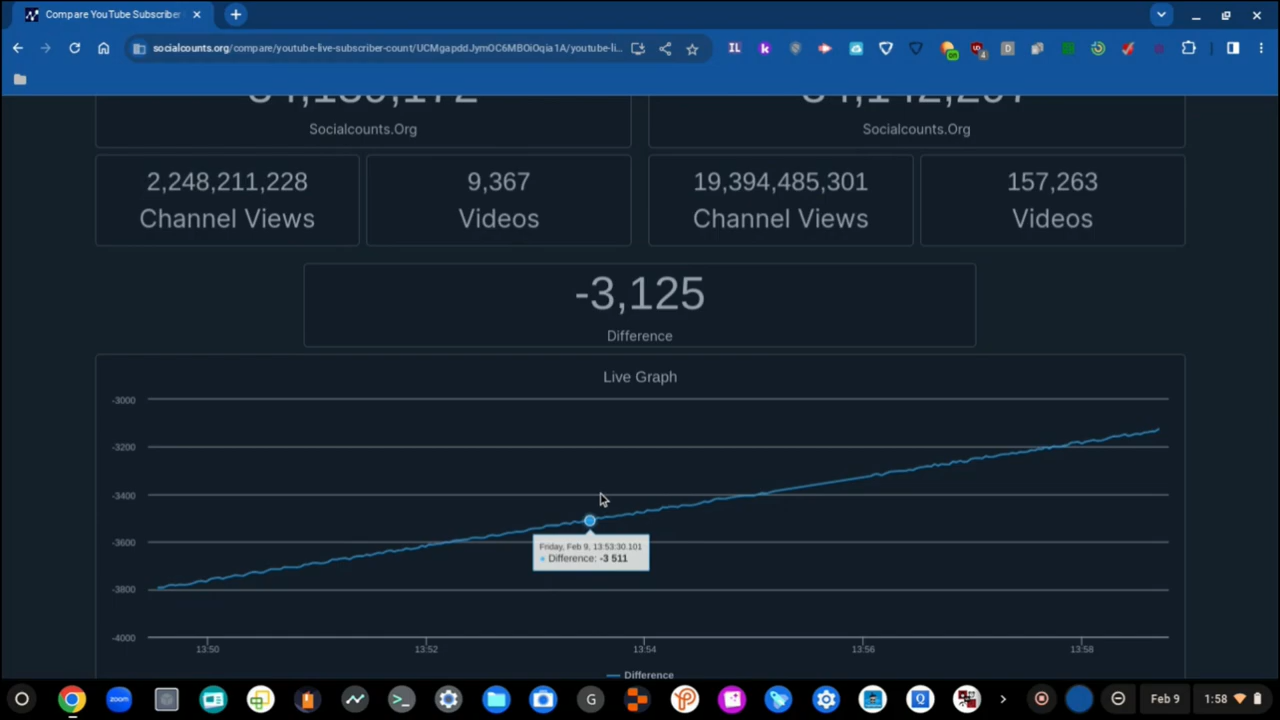 Compare YouTube Subscriber
socialcounts.org/compare/youtube-live-subscriber-count/UCMgapddJymOC6MBOiOqia1A/youtube-li...
Socialcounts.Org
Socialcounts.Org
2,248,211,228
Channel Views
9,367
Videos
19,394,485,301
Channel Views
157,263
Videos
-3,125
Difference
Live Graph
-3000
-3200
-3400
-3600
-3800
-4000
Friday, Feb 9, 13:53:30.101
Difference: -3 511
13:50
13:52
13:54
13:56
13:58
Difference
zoom
G
Q
Feb 9
1:58